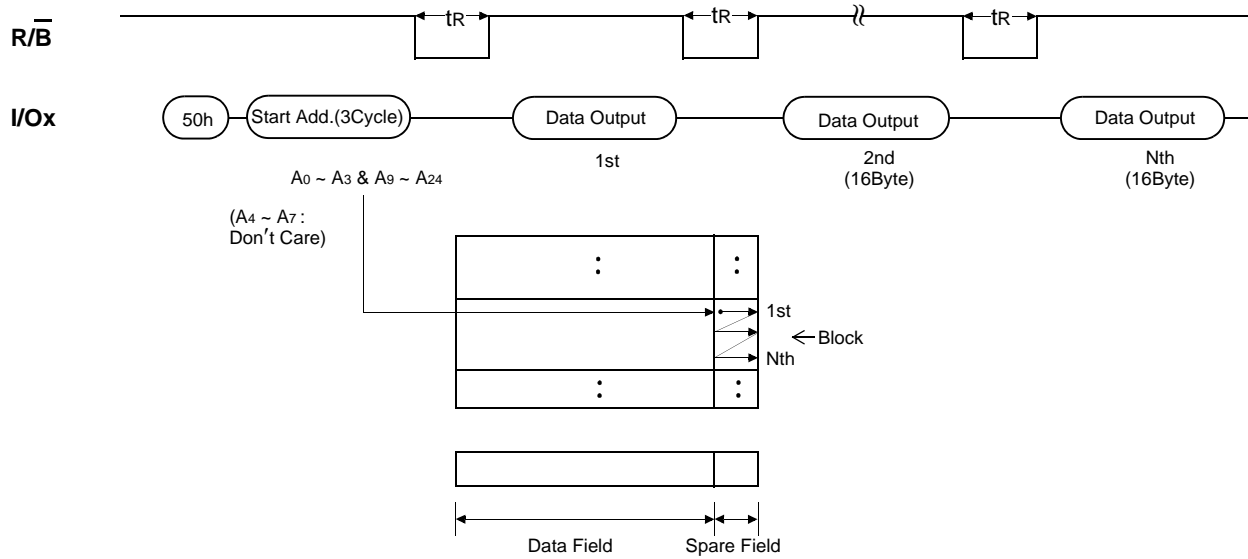 tR tR tR
R/B
I/Ox
50h Start Add.(3Cycle) Data Output Data Output Data Output
1st 2nd Nth
(16Byte) (16Byte)
A0 ~ A3 & A9 ~ A24
(A4 ~ A7 :
Don't Care)
1st
Block
Nth
Data Field Spare Field